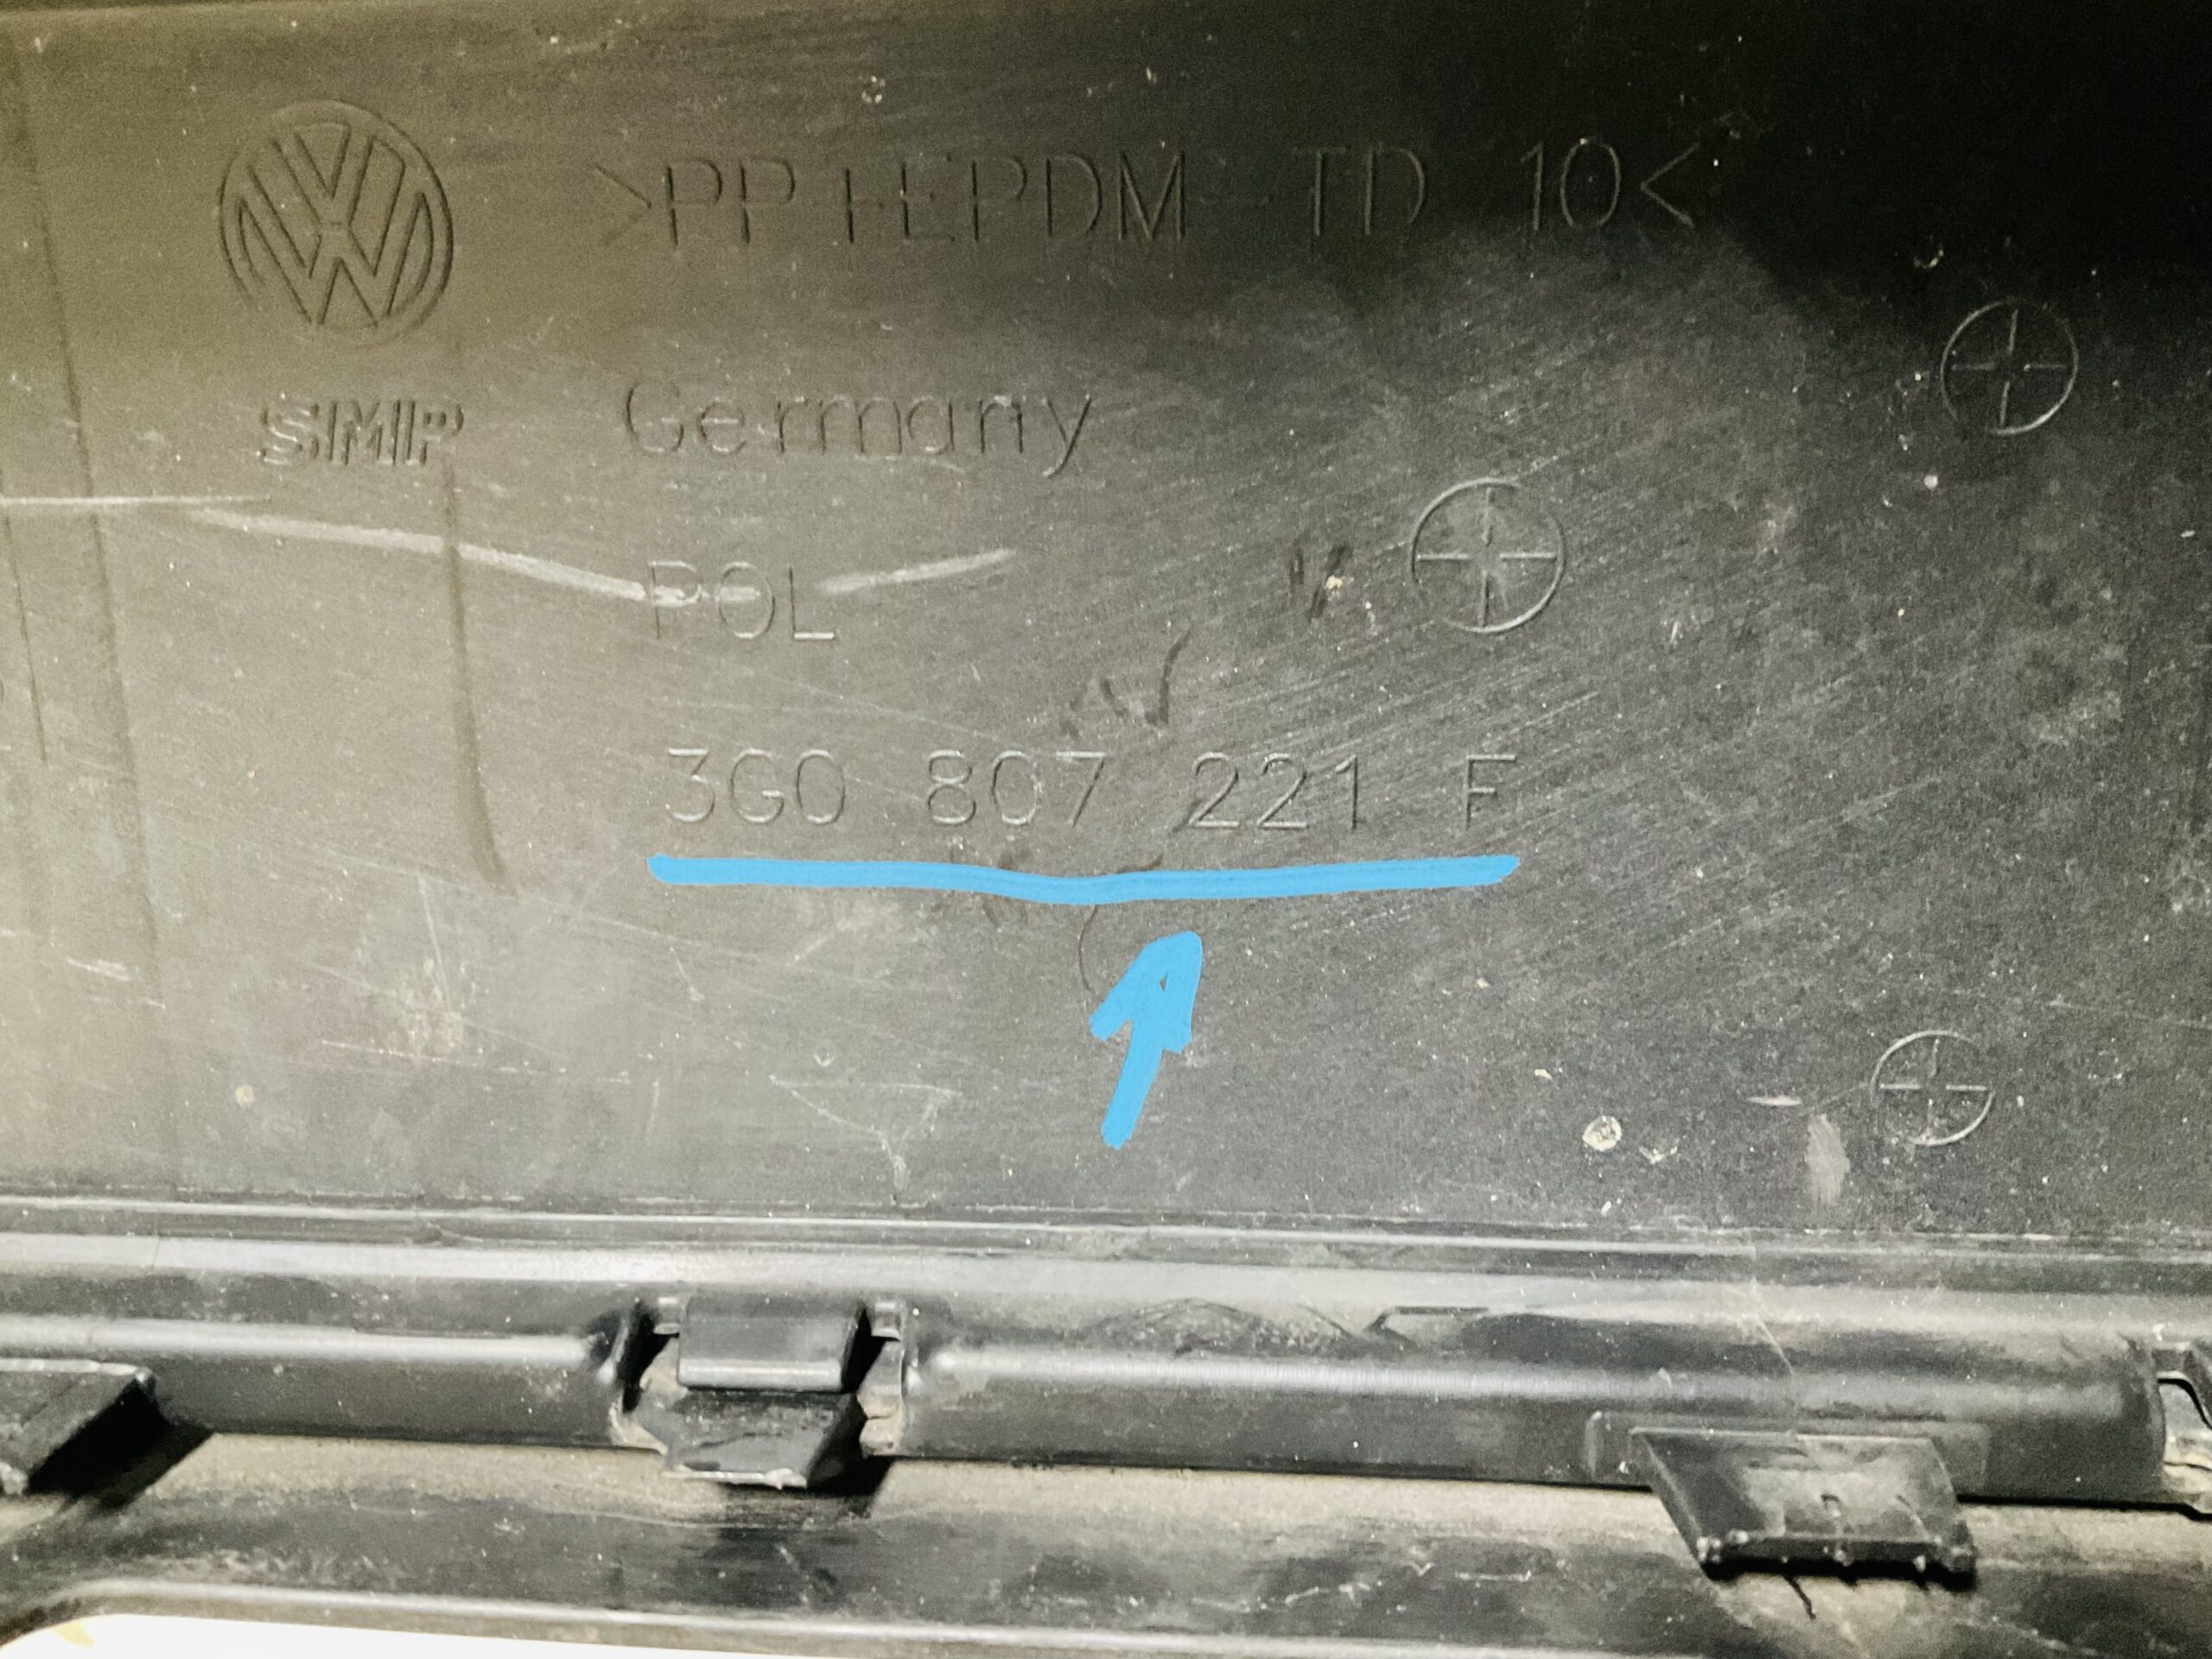 >PP+EPDM-TD 10<
SMP Germany
POL
3G0 807 221 F